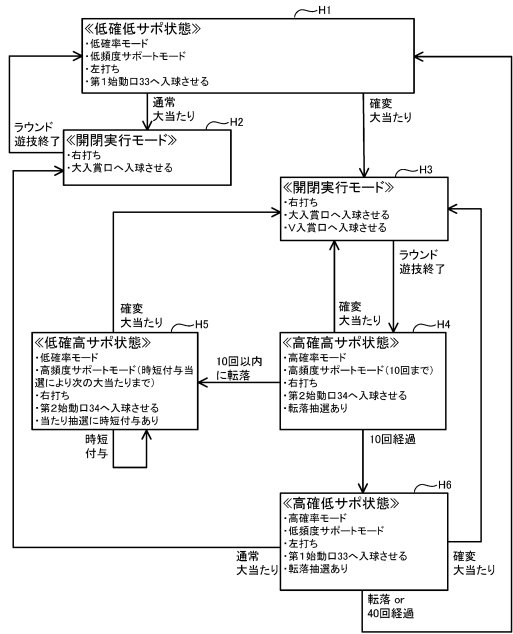 H1
≪低確低サポ状態≫
・低確率モード
・低頻度サポートモード
・左打ち
・第1始動口33へ入球させる
通常
大当たり
確変
大当たり
ラウンド
遊技終了
H2
≪開閉実行モード≫
・右打ち
・大入賞口へ入球させる
H3
≪開閉実行モード≫
・右打ち
・大入賞口へ入球させる
・V入賞口へ入球させる
ラウンド
遊技終了
確変
大当たり
確変
大当たり
H5
≪低確高サポ状態≫
・低確率モード
・高頻度サポートモード(時短付与当
選により次の大当たりまで)
・右打ち
・第2始動口34へ入球させる
・当たり抽選に時短付与あり
時短
付与
10回以内
に転落
H4
≪高確高サポ状態≫
・高確率モード
・高頻度サポートモード(10回まで)
・右打ち
・第2始動口34へ入球させる
・転落抽選あり
10回経過
H6
≪高確低サポ状態≫
・高確率モード
・低頻度サポートモード
・左打ち
・第1始動口33へ入球させる
・転落抽選あり
通常
大当たり
確変
大当たり
転落 or
40回経過